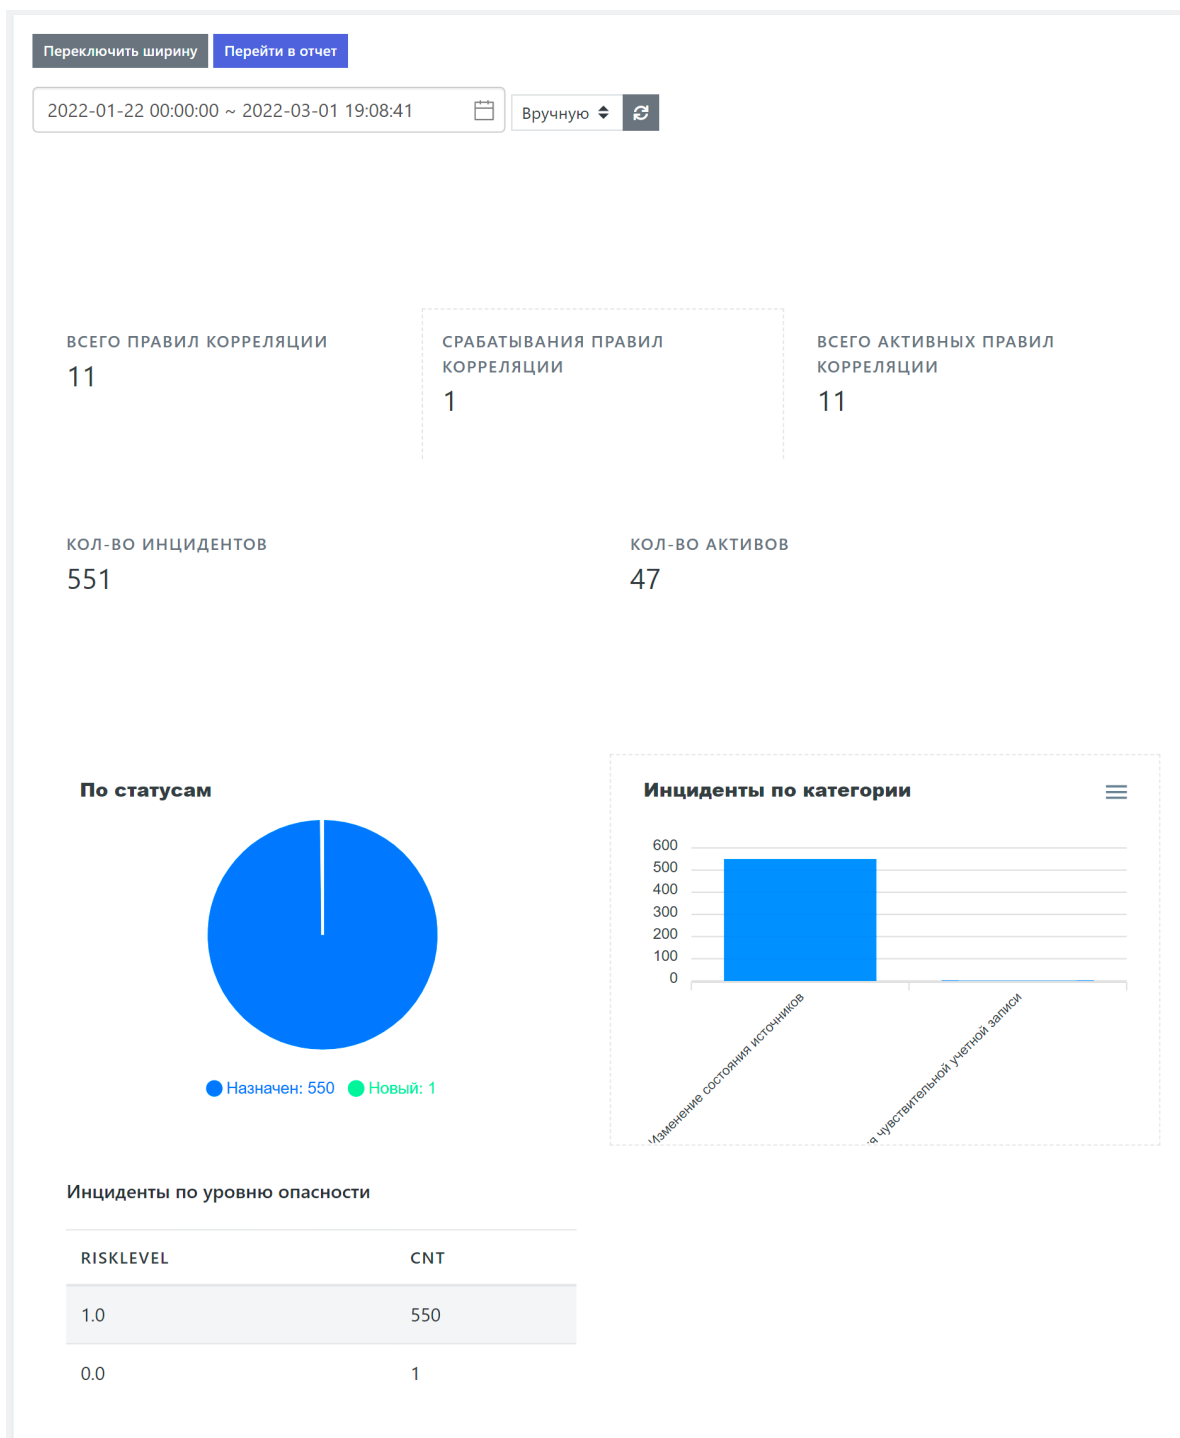 Переключить ширину Перейти в отчет
2022-01-22 00:00:00 ~ 2022-03-01 19:08:41 Вручную
ВСЕГО ПРАВИЛ КОРРЕЛЯЦИИ
11
СРАБАТЫВАНИЯ ПРАВИЛ
КОРРЕЛЯЦИИ
1
ВСЕГО АКТИВНЫХ ПРАВИЛ
КОРРЕЛЯЦИИ
11
КОЛ-ВО ИНЦИДЕНТОВ
551
КОЛ-ВО АКТИВОВ
47
По статусам
Назначен: 550 Новый: 1
Инциденты по категории
600
500
400
300
200
100
0
Изменение состояния источников
чувствительной учетной записи
Инциденты по уровню опасности
RISKLEVEL CNT
1.0 550
0.0 1